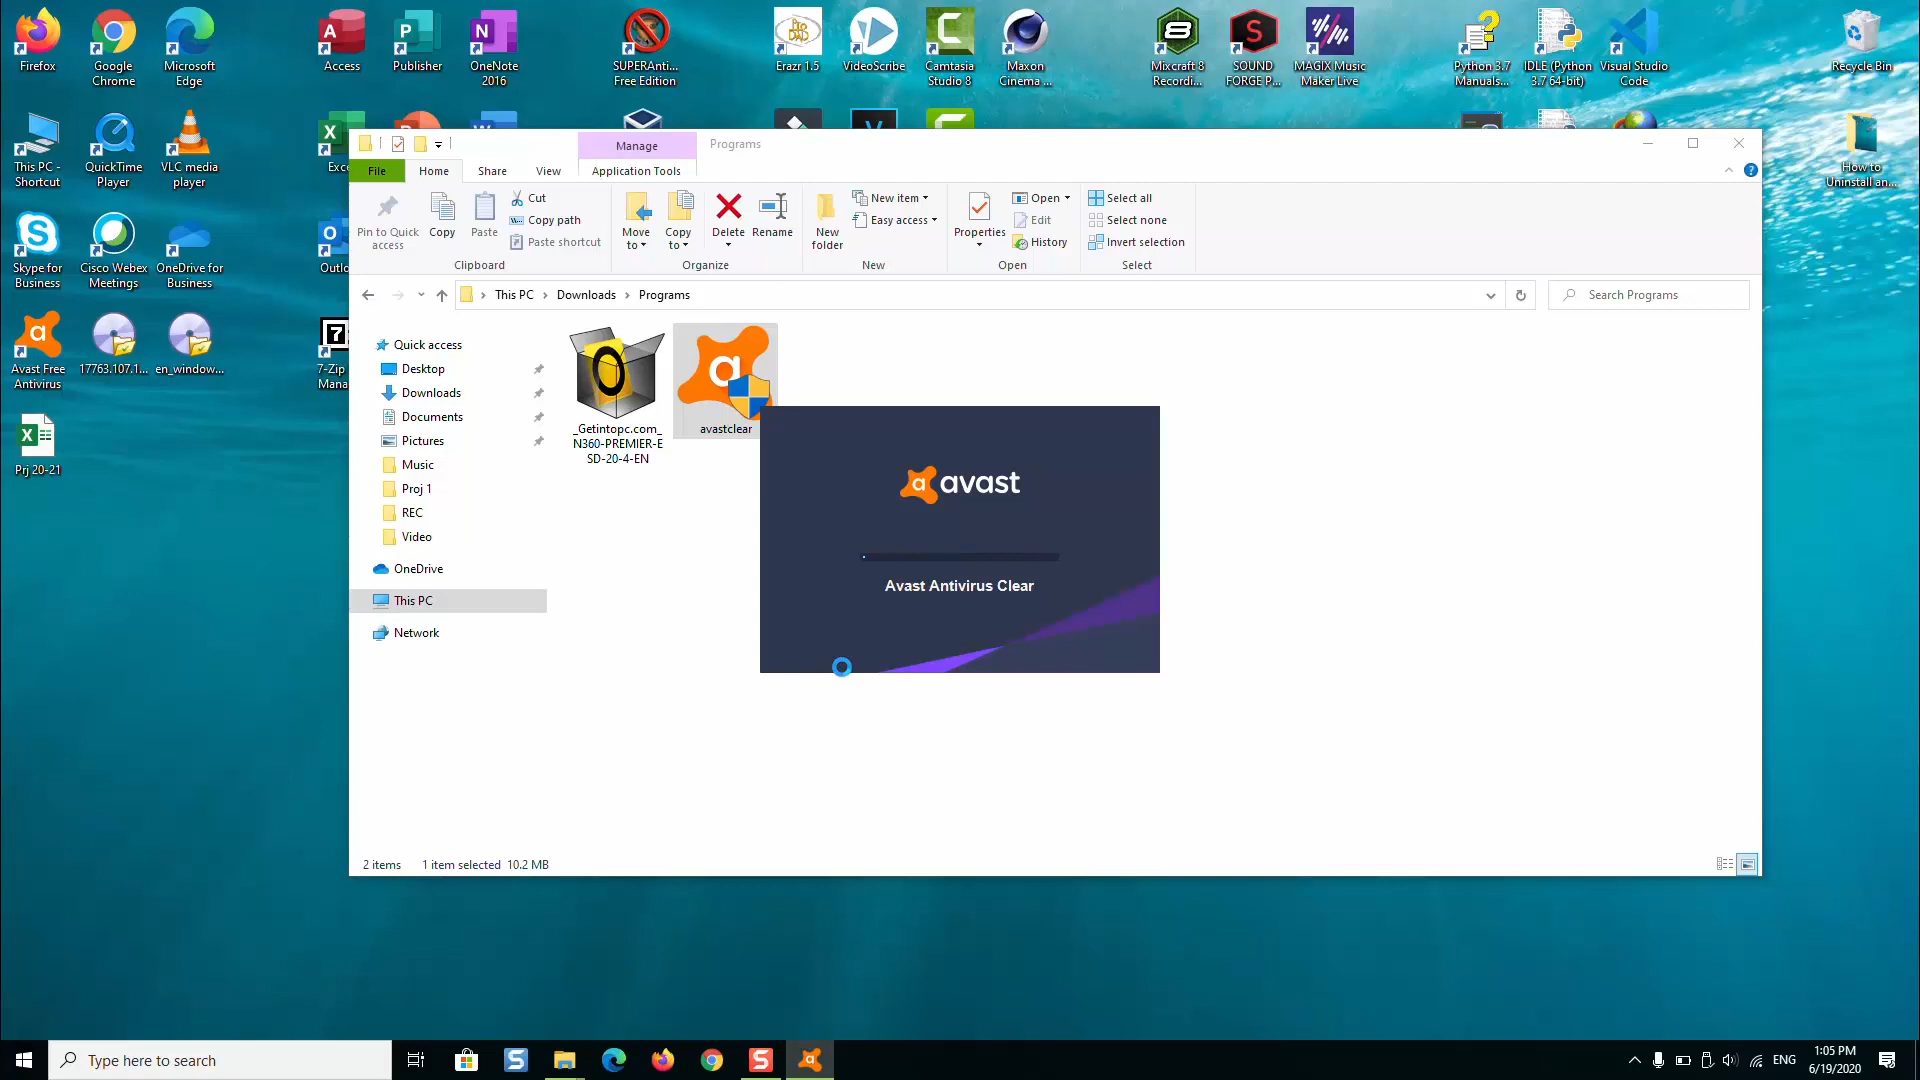 Firefox
Google
Chrome
Microsoft
Edge
Access
Publisher
OneNote
2016
SUPERAnti...
Free Edition
Erazr 1.5
VideoScribe
Camtasia
Studio 8
Maxon
Cinema ...
Mixcraft 8
Recordi...
SOUND
FORGE P...
MAGIX Music
Maker Live
Python 3.7
Manuals...
IDLE (Python
3.7 64-bit)
Visual Studio
Code
Recycle Bin
This PC -
Shortcut
QuickTime
Player
VLC media
player
Exce
How to
Uninstall an...
Skype for
Business
Cisco Webex
Meetings
OneDrive for
Business
Outlo
Avast Free
Antivirus
17763.107.1...
en_window...
7-Zip
Mana
Prj 20-21
Manage
Programs
File
Home
Share
View
Application Tools
Pin to Quick
access
Copy
Paste
Cut
Copy path
Paste shortcut
Clipboard
Move
to
Copy
to
Delete
Rename
Organize
New
folder
New item
Easy access
New
Properties
Open
Edit
History
Open
Select all
Select none
Invert selection
Select
This PC
Downloads
Programs
Search Programs
Quick access
Desktop
Downloads
Documents
Pictures
Music
Proj 1
REC
Video
OneDrive
This PC
Network
_Getintopc.com_
N360-PREMIER-E
SD-20-4-EN
avastclear
avast
Avast Antivirus Clear
2 items
1 item selected 10.2 MB
Type here to search
ENG
1:05 PM
6/19/2020